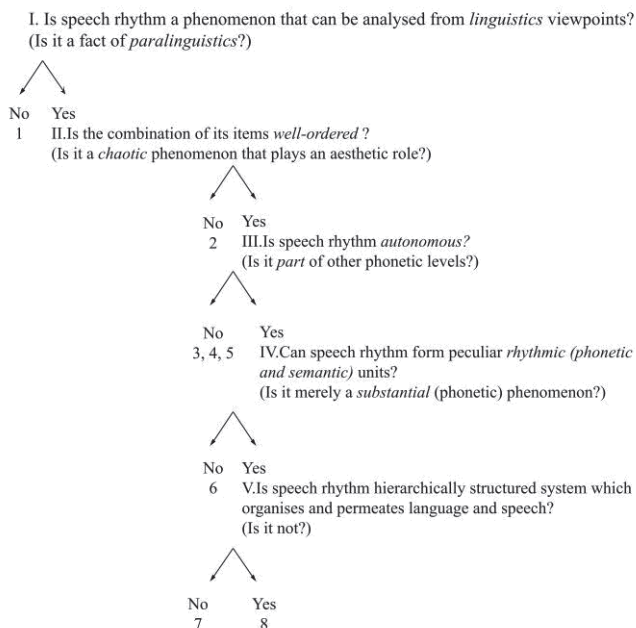 I. Is speech rhythm a phenomenon that can be analysed from linguistics viewpoints?
(Is it a fact of paralinguistics?)
No Yes
1 II.Is the combination of its items well-ordered ?
(Is it a chaotic phenomenon that plays an aesthetic role?)
No Yes
2 III.Is speech rhythm autonomous?
(Is it part of other phonetic levels?)
No Yes
3, 4, 5 IV.Can speech rhythm form peculiar rhythmic (phonetic
and semantic) units?
(Is it merely a substantial (phonetic) phenomenon?)
No Yes
6 V.Is speech rhythm hierarchically structured system which
organises and permeates language and speech?
(Is it not?)
No Yes
7 8